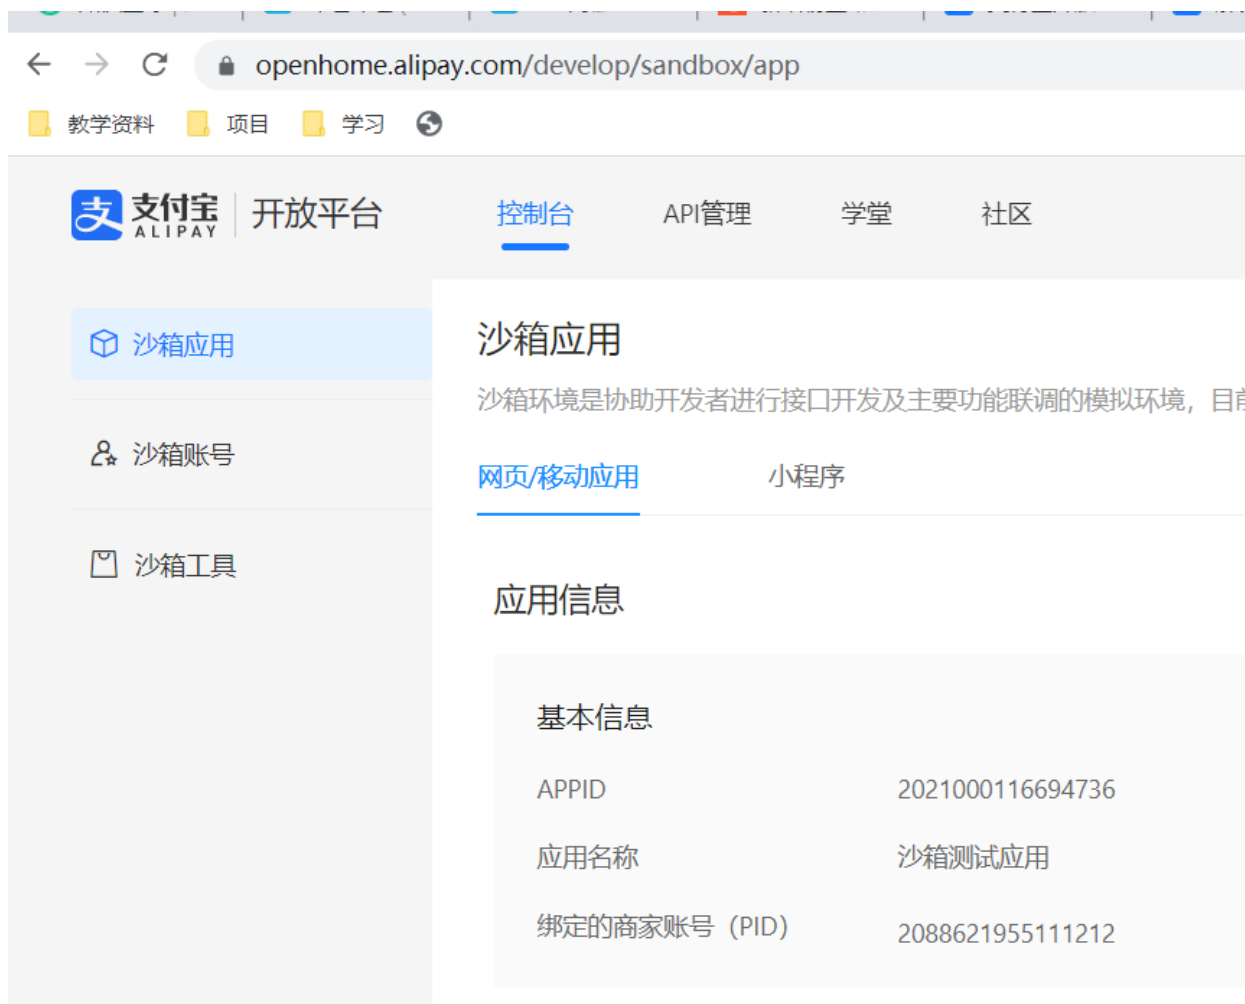 openhome.alipay.com/develop/sandbox/app
教学资料 项目 学习
支付宝 ALIPAY 开放平台 控制台 API管理 学堂 社区
沙箱应用
沙箱账号
沙箱工具
沙箱应用
沙箱环境是协助开发者进行接口开发及主要功能联调的模拟环境，目
网页/移动应用 小程序
应用信息
基本信息
APPID 2021000116694736
应用名称 沙箱测试应用
绑定的商家账号（PID） 2088621955111212